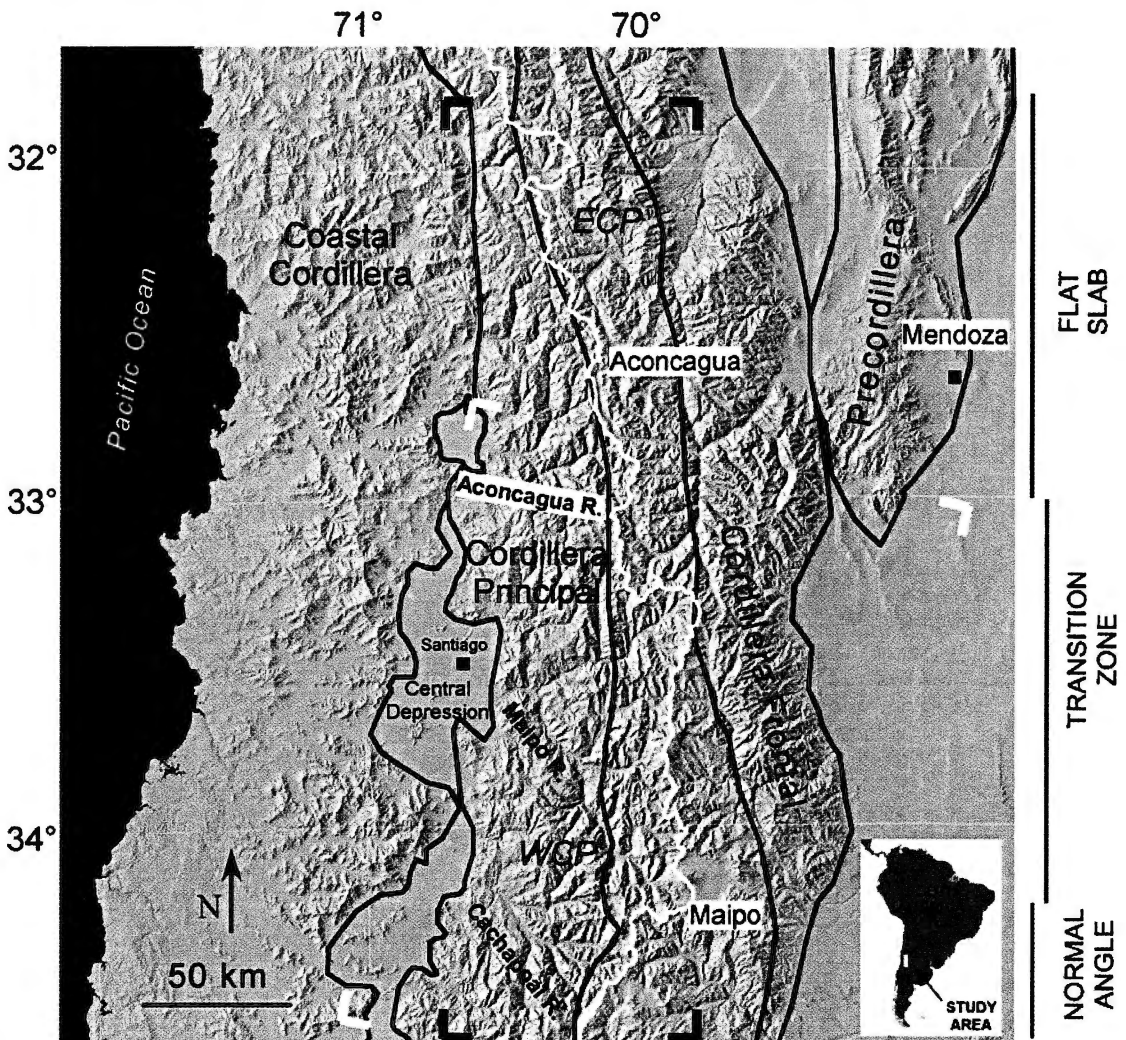 71°
70°
32°
33°
34°
Pacific Ocean
Coastal
Cordillera
ECP
Precordillera
Mendoza
Aconcagua
Aconcagua R.
Cordillera
Principal
Cordillera Frontal
Santiago
Central
Depression
Maipo R.
WCP
Maipo
Cachapoal R.
N
50 km
STUDY
AREA
FLAT
SLAB
TRANSITION
ZONE
NORMAL
ANGLE